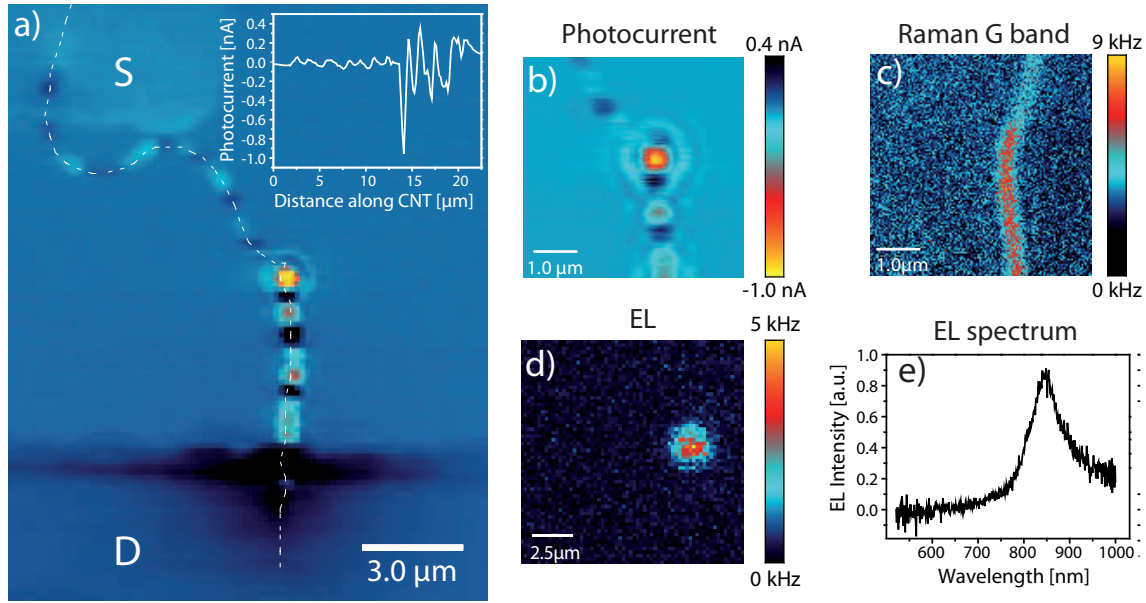 a)
S
D
3.0 µm
Photocurrent [nA]
0.4
0.2
0.0
-0.2
-0.4
-0.6
-0.8
-1.0
0 2.5 5 10 15 20
Distance along CNT [µm]
Photocurrent
b)
1.0 µm
0.4 nA
-1.0 nA
Raman G band
c)
1.0µm
9 kHz
0 kHz
EL
d)
2.5µm
5 kHz
0 kHz
EL spectrum
e)
EL Intensity [a.u.]
1.0
0.8
0.6
0.4
0.2
0.0
600 700 800 900 1000
Wavelength [nm]